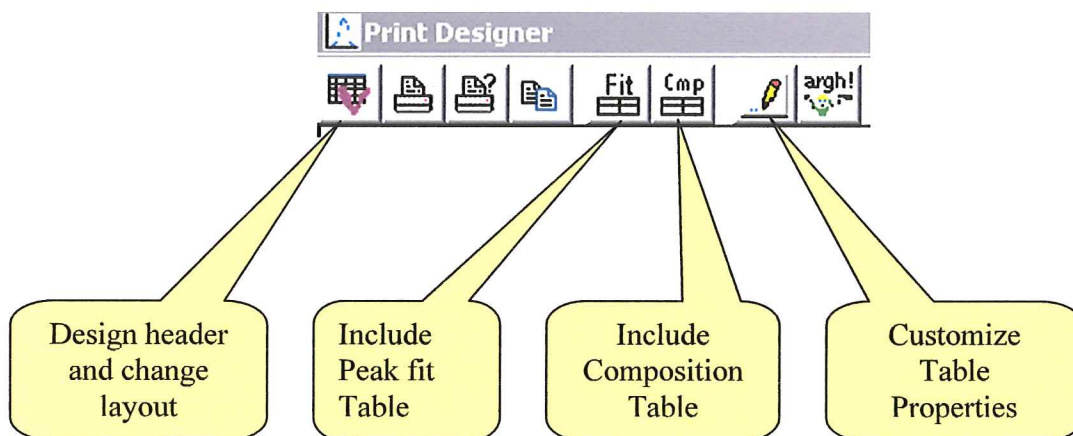 Print Designer
Fit
Cmp
argh!
?
Design header
and change
layout
Include
Peak fit
Table
Include
Composition
Table
Customize
Table
Properties